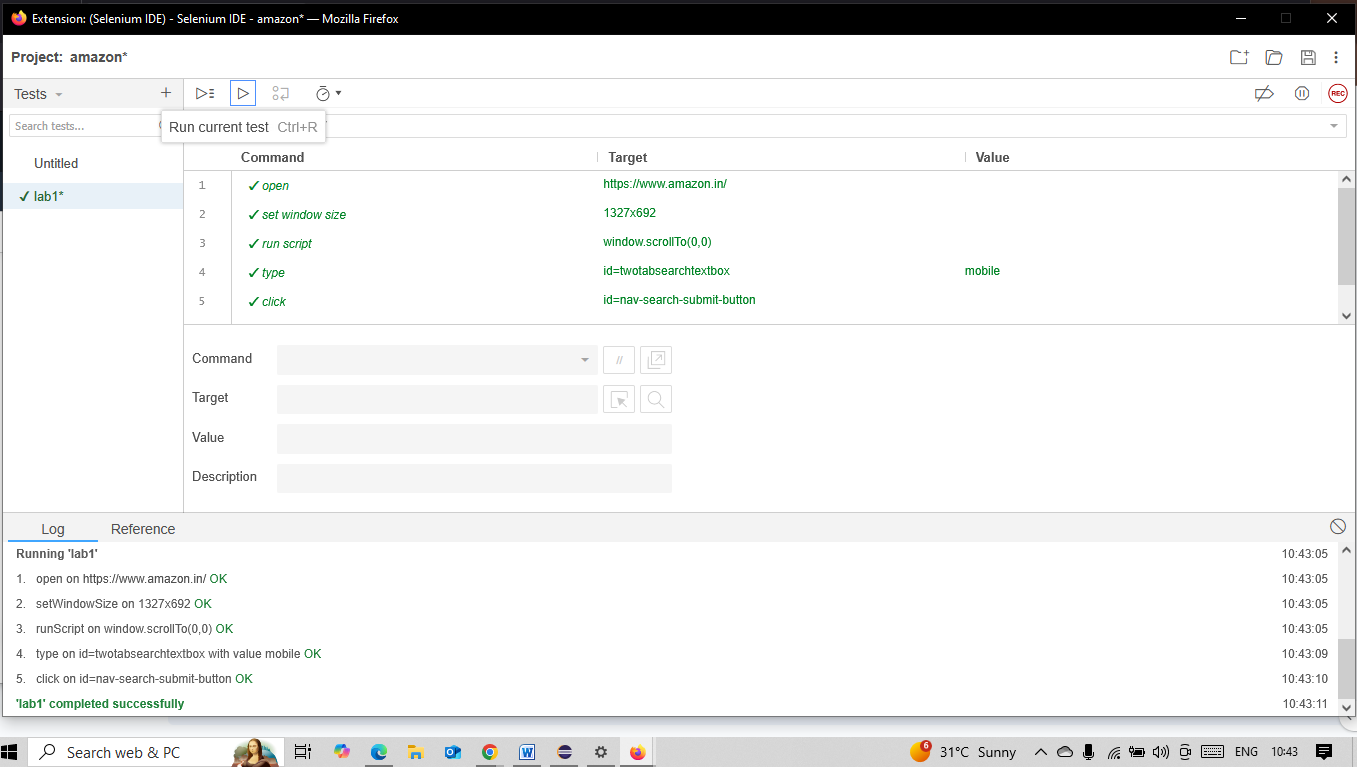 Extension: (Selenium IDE) - Selenium IDE - amazon* — Mozilla Firefox
Project: amazon*
Tests
Search tests...
Run current test Ctrl+R
Command Target Value
Untitled
lab1*
1 ✓ open https://www.amazon.in/
2 ✓ set window size 1327x692
3 ✓ run script window.scrollTo(0,0)
4 ✓ type id=twotabsearchtextbox mobile
5 ✓ click id=nav-search-submit-button
Command //
Target
Value
Description
Log Reference
Running 'lab1' 10:43:05
1. open on https://www.amazon.in/ OK 10:43:05
2. setWindowSize on 1327x692 OK 10:43:05
3. runScript on window.scrollTo(0,0) OK 10:43:05
4. type on id=twotabsearchtextbox with value mobile OK 10:43:09
5. click on id=nav-search-submit-button OK 10:43:10
'lab1' completed successfully 10:43:11
REC
Search web & PC 6 31°C Sunny ENG 10:43